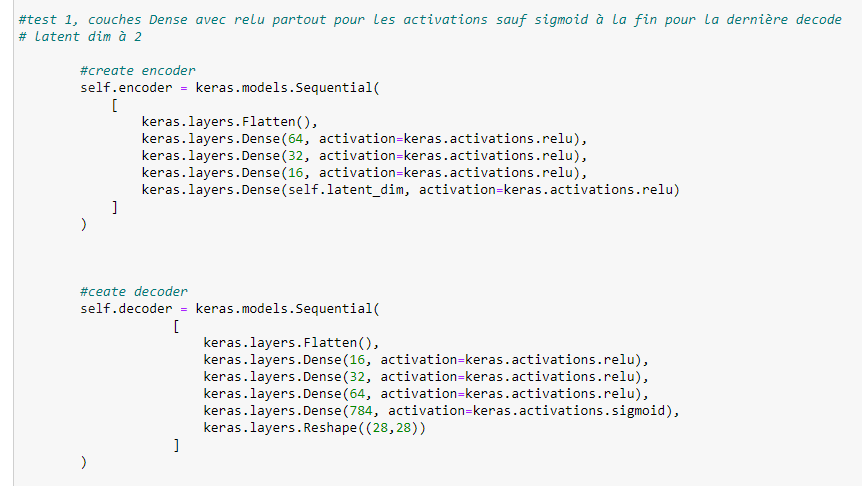 #test 1, couches Dense avec relu partout pour les activations sauf sigmoid à la fin pour la dernière decode
# latent dim à 2
#create encoder
self.encoder = keras.models.Sequential(
[
keras.layers.Flatten(),
keras.layers.Dense(64, activation=keras.activations.relu),
keras.layers.Dense(32, activation=keras.activations.relu),
keras.layers.Dense(16, activation=keras.activations.relu),
keras.layers.Dense(self.latent_dim, activation=keras.activations.relu)
]
)
#ceate decoder
self.decoder = keras.models.Sequential(
[
keras.layers.Flatten(),
keras.layers.Dense(16, activation=keras.activations.relu),
keras.layers.Dense(32, activation=keras.activations.relu),
keras.layers.Dense(64, activation=keras.activations.relu),
keras.layers.Dense(784, activation=keras.activations.sigmoid),
keras.layers.Reshape((28,28))
]
)